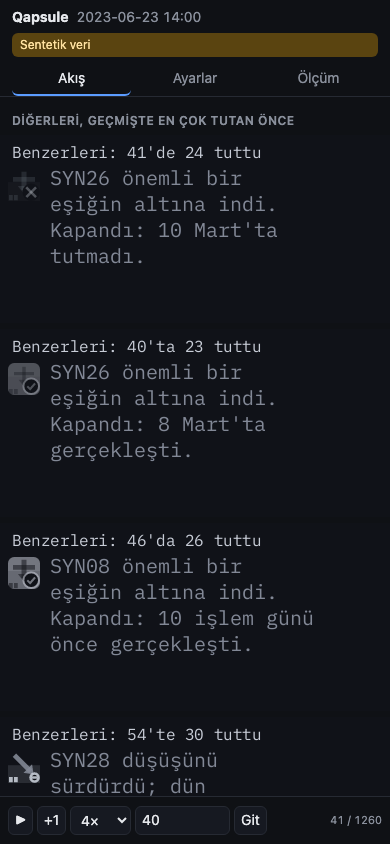 Qapsule 2023-06-23 14:00
Sentetik veri
Akış Ayarlar Ölçüm
DİĞERLERİ, GEÇMİŞTE EN ÇOK TUTAN ÖNCE
Benzerleri: 41'de 24 tuttu
SYN26 önemli bir
eşiğin altına indi.
Kapandı: 10 Mart'ta
tutmadı.
Benzerleri: 40'ta 23 tuttu
SYN26 önemli bir
eşiğin altına indi.
Kapandı: 8 Mart'ta
gerçekleşti.
Benzerleri: 46'da 26 tuttu
SYN08 önemli bir
eşiğin altına indi.
Kapandı: 10 işlem günü
önce gerçekleşti.
Benzerleri: 54'te 30 tuttu
SYN28 düşüşünü
sürdürdü; dün
+1 4× 40 Git 41 / 1260